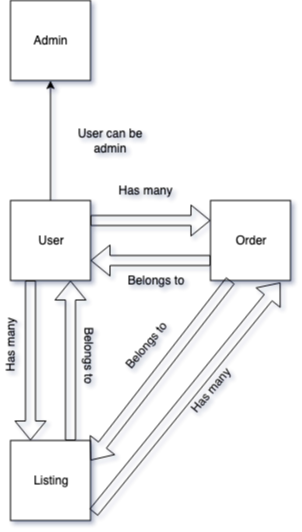 Admin
User can be
admin
Has many
User
Order
Belongs to
Has many
Belongs to
Belongs to
Has many
Listing